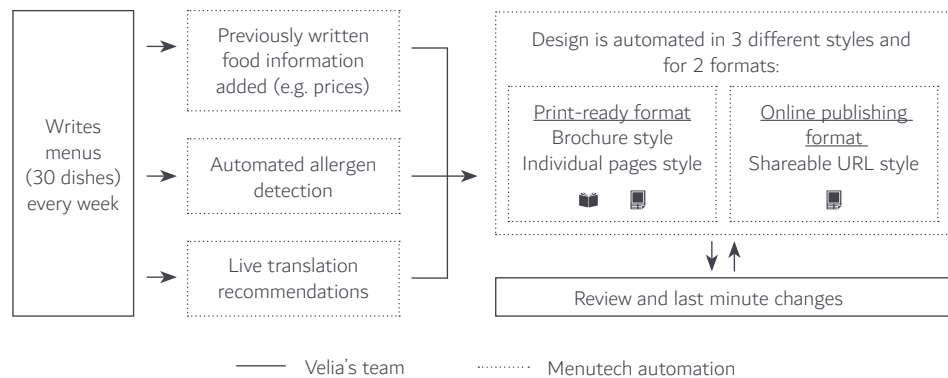 Writes
menus
(30 dishes)
every week
Previously written
food information
added (e.g. prices)
Automated allergen
detection
Live translation
recommendations
Design is automated in 3 different styles and
for 2 formats:
Print-ready format
Brochure style
Individual pages style
Online publishing
format
Shareable URL style
Review and last minute changes
Velia's team
Menutech automation